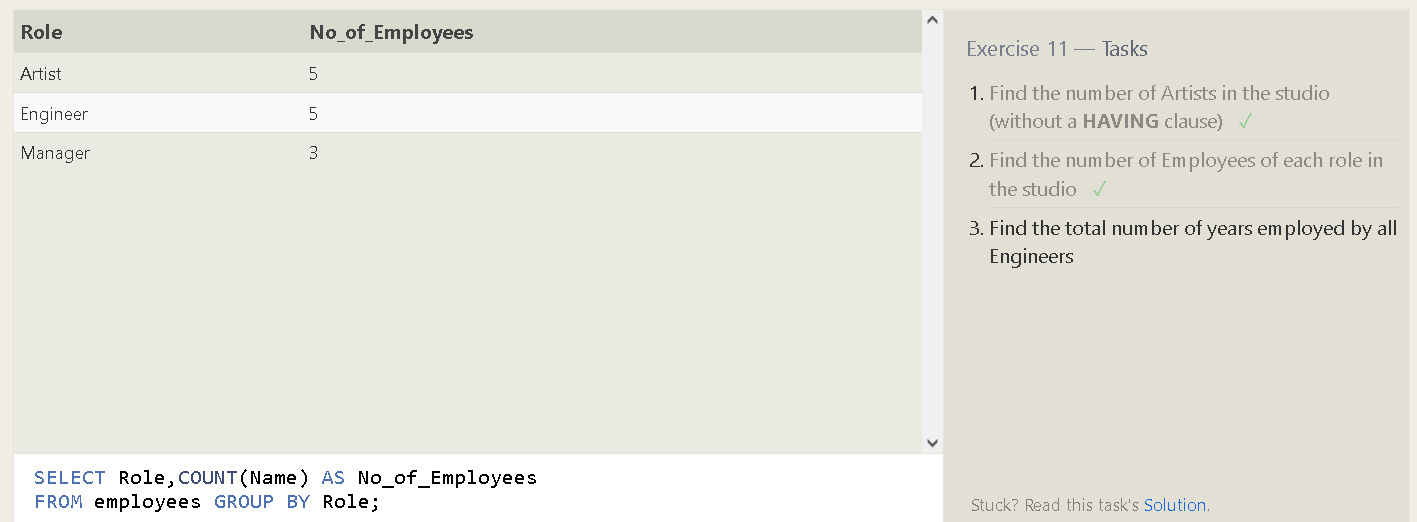 Role No_of_Employees
Artist 5
Engineer 5
Manager 3
SELECT Role,COUNT(Name) AS No_of_Employees
FROM employees GROUP BY Role;
Exercise 11 — Tasks
1. Find the number of Artists in the studio
(without a HAVING clause) ✓
2. Find the number of Employees of each role in
the studio ✓
3. Find the total number of years employed by all
Engineers
Stuck? Read this task's Solution.